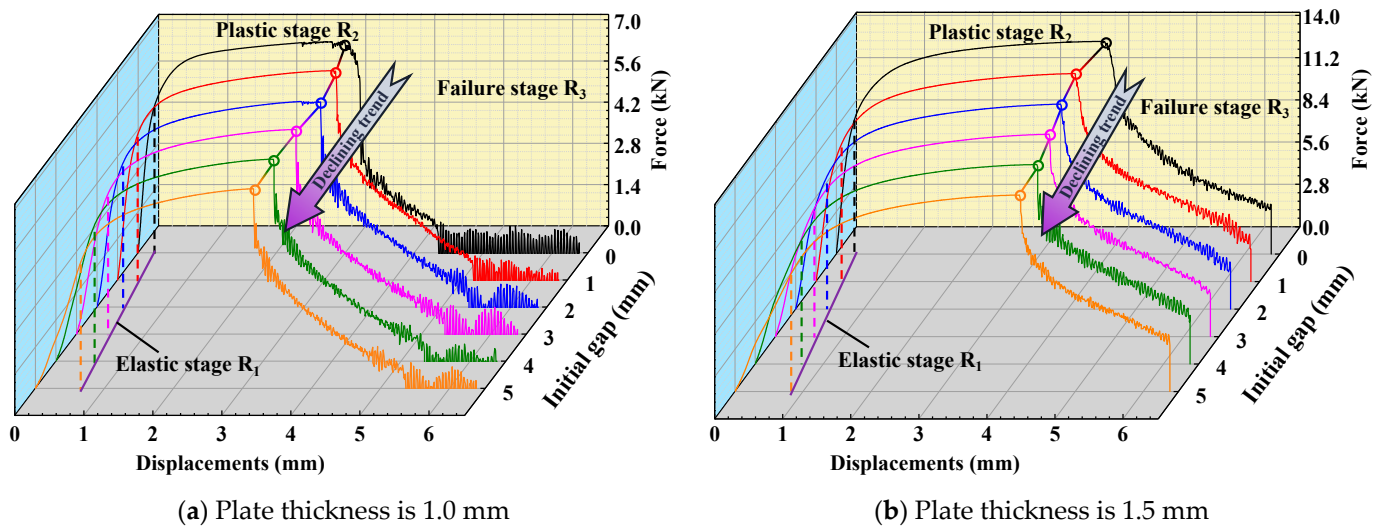 7.0
5.6
4.2
2.8
1.4
0.0
Force (kN)
Plastic stage R2
Failure stage R3
Declining trend
Elastic stage R1
0
1
2
3
4
5
Initial gap (mm)
0 1 2 3 4 5 6
Displacements (mm)
(a) Plate thickness is 1.0 mm
14.0
11.2
8.4
5.6
2.8
0.0
Force (kN)
Plastic stage R2
Failure stage R3
Declining trend
Elastic stage R1
0
1
2
3
4
5
Initial gap (mm)
0 1 2 3 4 5 6
Displacements (mm)
(b) Plate thickness is 1.5 mm